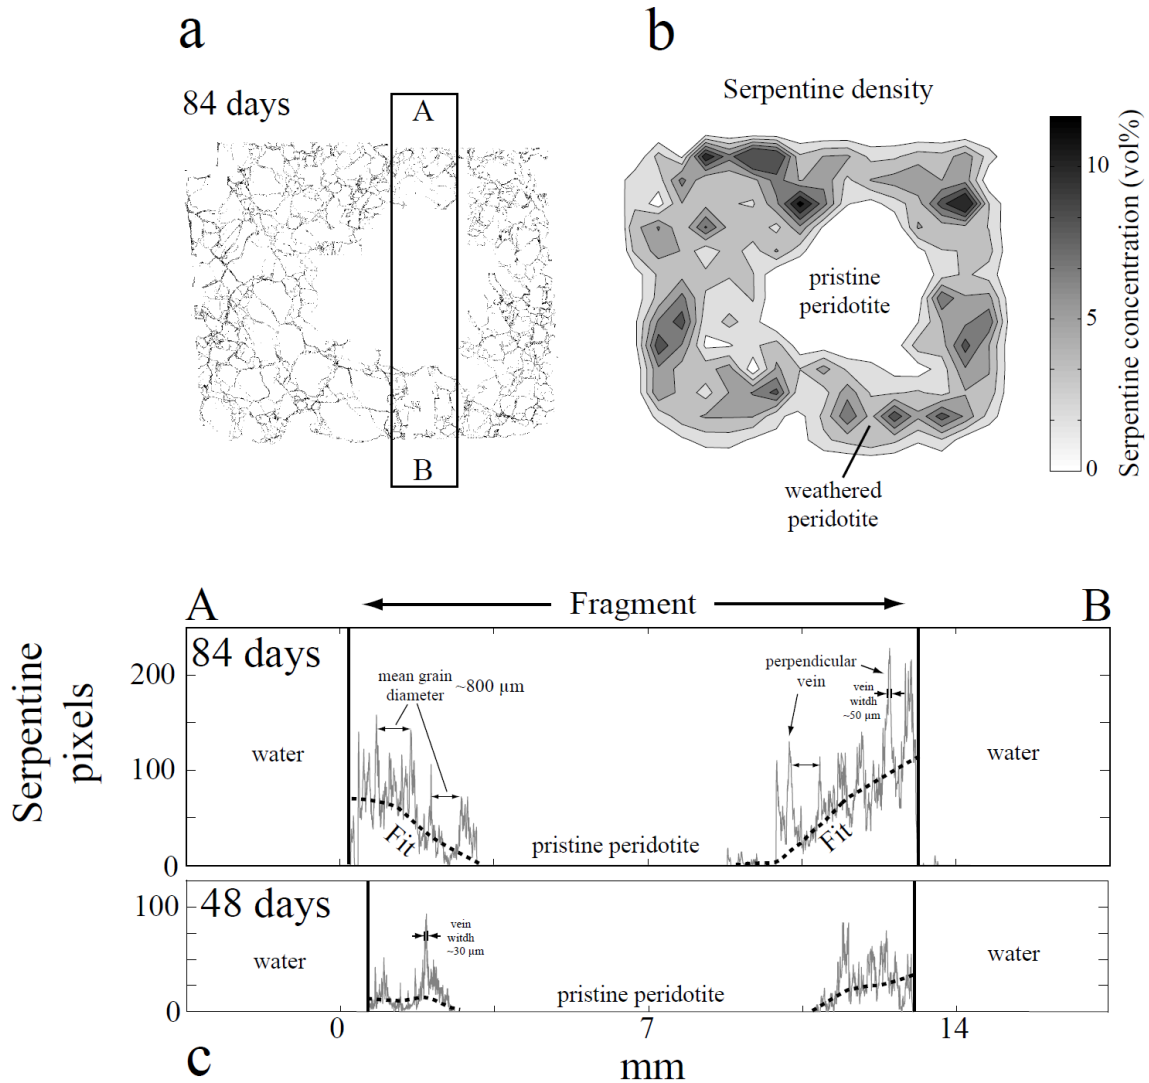 a
b
84 days
A
B
Serpentine density
pristine
peridotite
weathered
peridotite
10
5
0
Serpentine concentration (vol%)
A
Fragment
B
84 days
Serpentine
pixels
200
100
0
water
mean grain
diameter
~800 µm
Fit
pristine peridotite
perpendicular
vein
vein
witdh
~50 µm
Fit
water
48 days
100
0
water
vein
witdh
~30 µm
pristine peridotite
water
0
7
14
mm
c